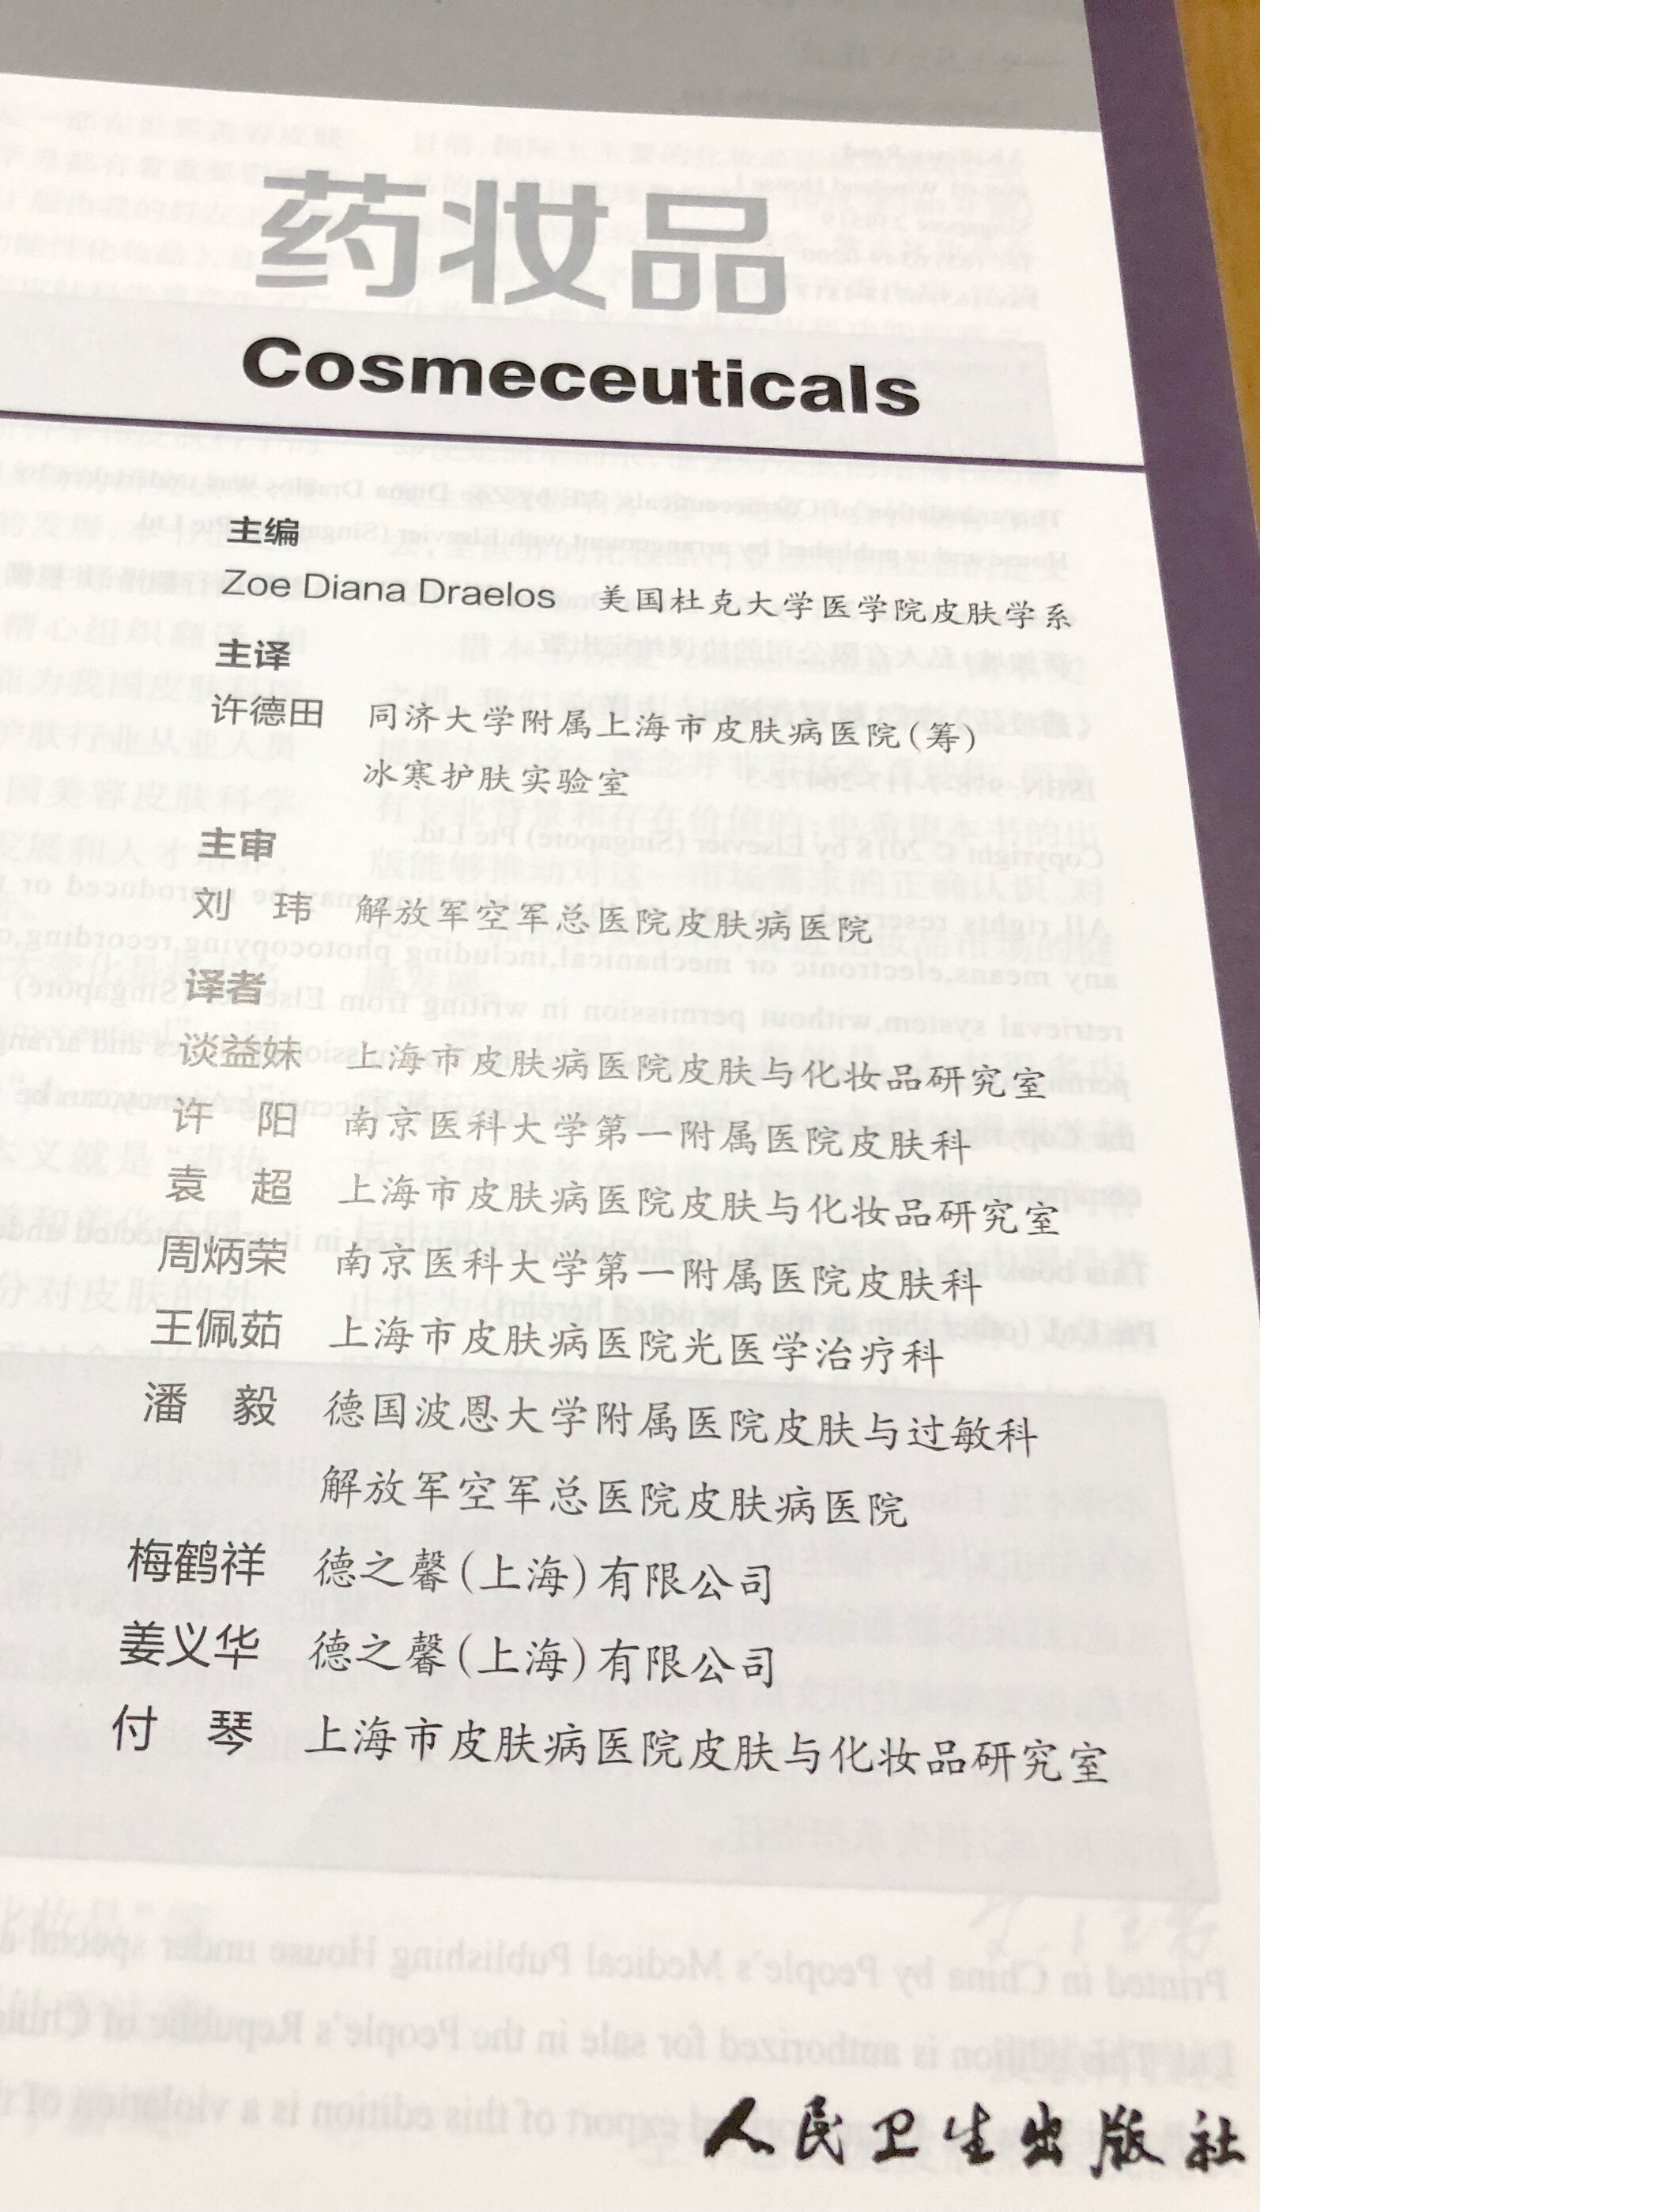 药妆品
Cosmeceuticals
主编
Zoe Diana Draelos 美国杜克大学医学院皮肤学系
主译
许德田 同济大学附属上海市皮肤病医院(筹)
冰寒护肤实验室
主审
刘 玮 解放军空军总医院皮肤病医院
译者
谈益妹 上海市皮肤病医院皮肤与化妆品研究室
许 阳 南京医科大学第一附属医院皮肤科
袁 超 上海市皮肤病医院皮肤与化妆品研究室
周炳荣 南京医科大学第一附属医院皮肤科
王佩茹 上海市皮肤病医院光医学治疗科
潘 毅 德国波恩大学附属医院皮肤与过敏科
解放军空军总医院皮肤病医院
梅鹤祥 德之馨(上海)有限公司
姜义华 德之馨(上海)有限公司
付 琴 上海市皮肤病医院皮肤与化妆品研究室
人民卫生出版社